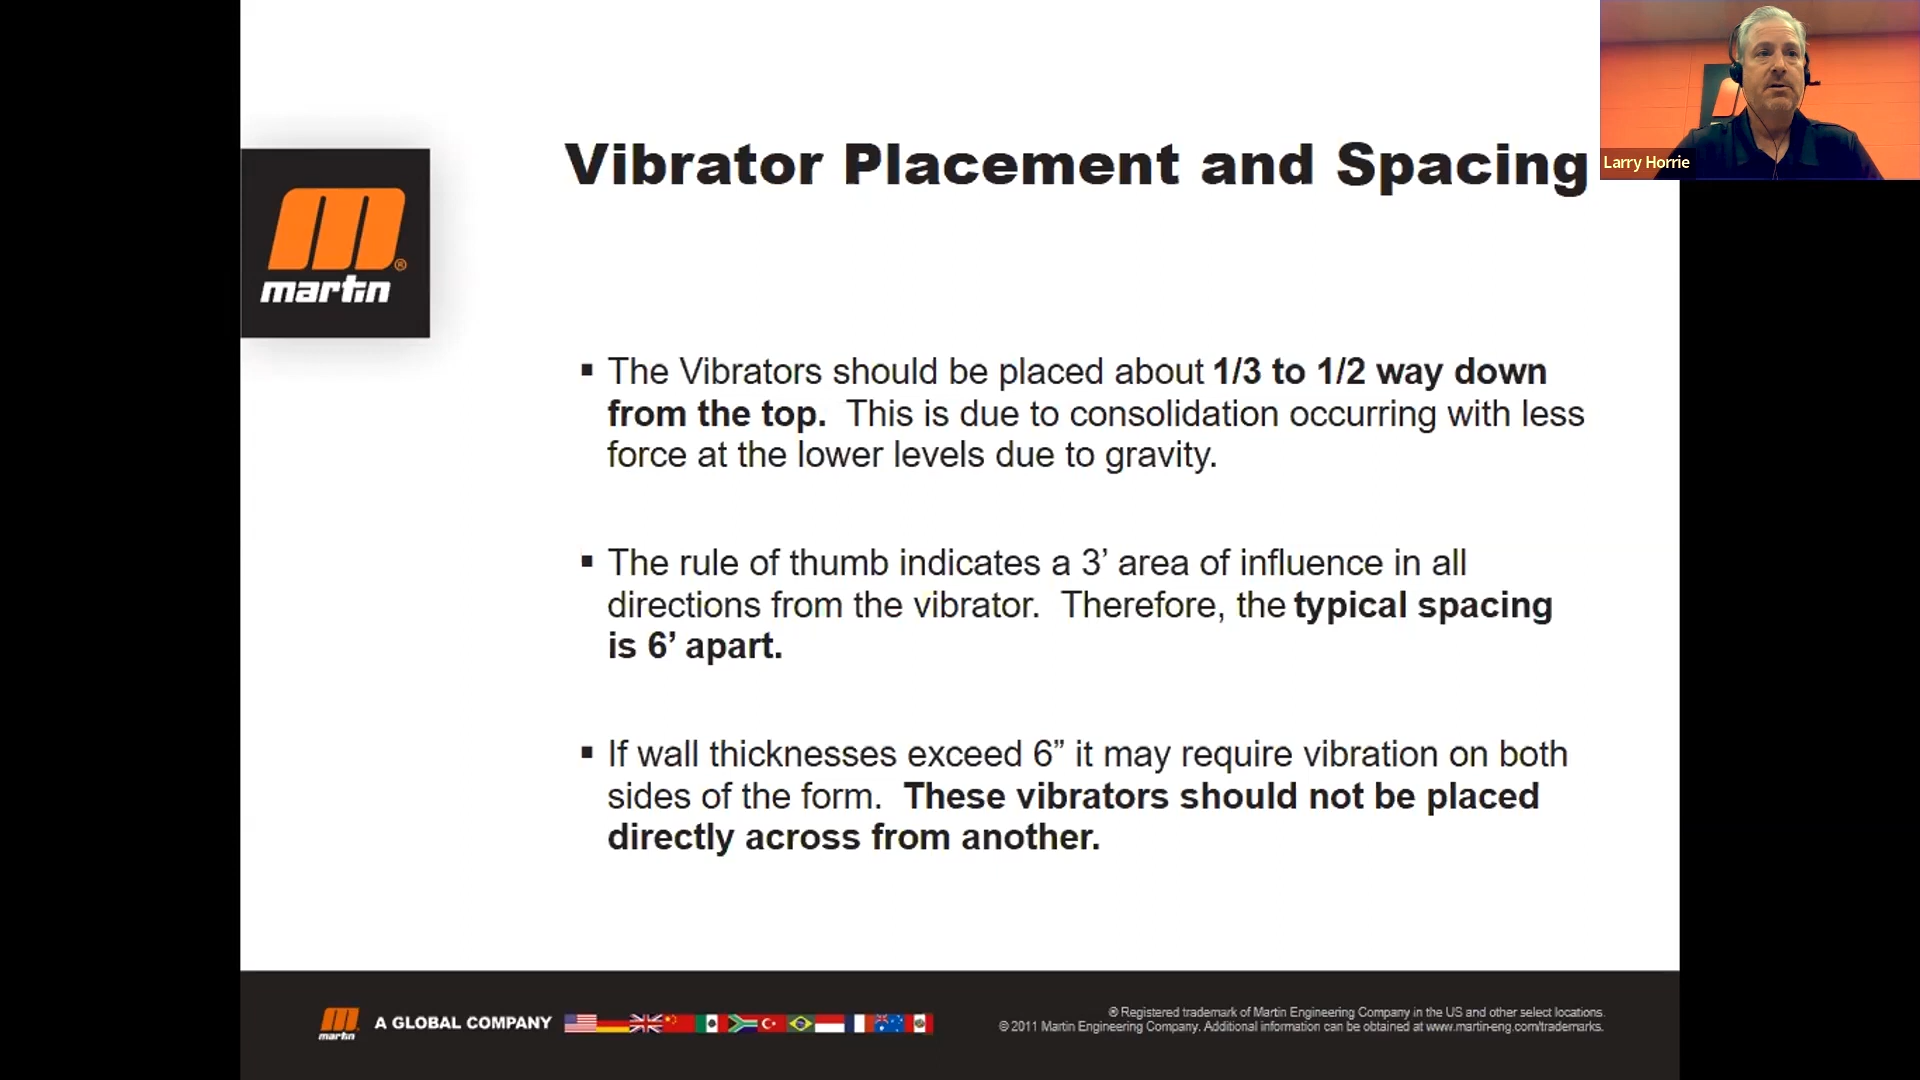 Vibrator Placement and Spacing
Larry Horrie
®
martin
▪ The Vibrators should be placed about 1/3 to 1/2 way down
from the top. This is due to consolidation occurring with less
force at the lower levels due to gravity.
▪ The rule of thumb indicates a 3’ area of influence in all
directions from the vibrator. Therefore, the typical spacing
is 6’ apart.
▪ If wall thicknesses exceed 6” it may require vibration on both
sides of the form. These vibrators should not be placed
directly across from another.
martin
A GLOBAL COMPANY
® Registered trademark of Martin Engineering Company in the US and other select locations.
© 2011 Martin Engineering Company. Additional information can be obtained at www.martin-eng.com/trademarks.